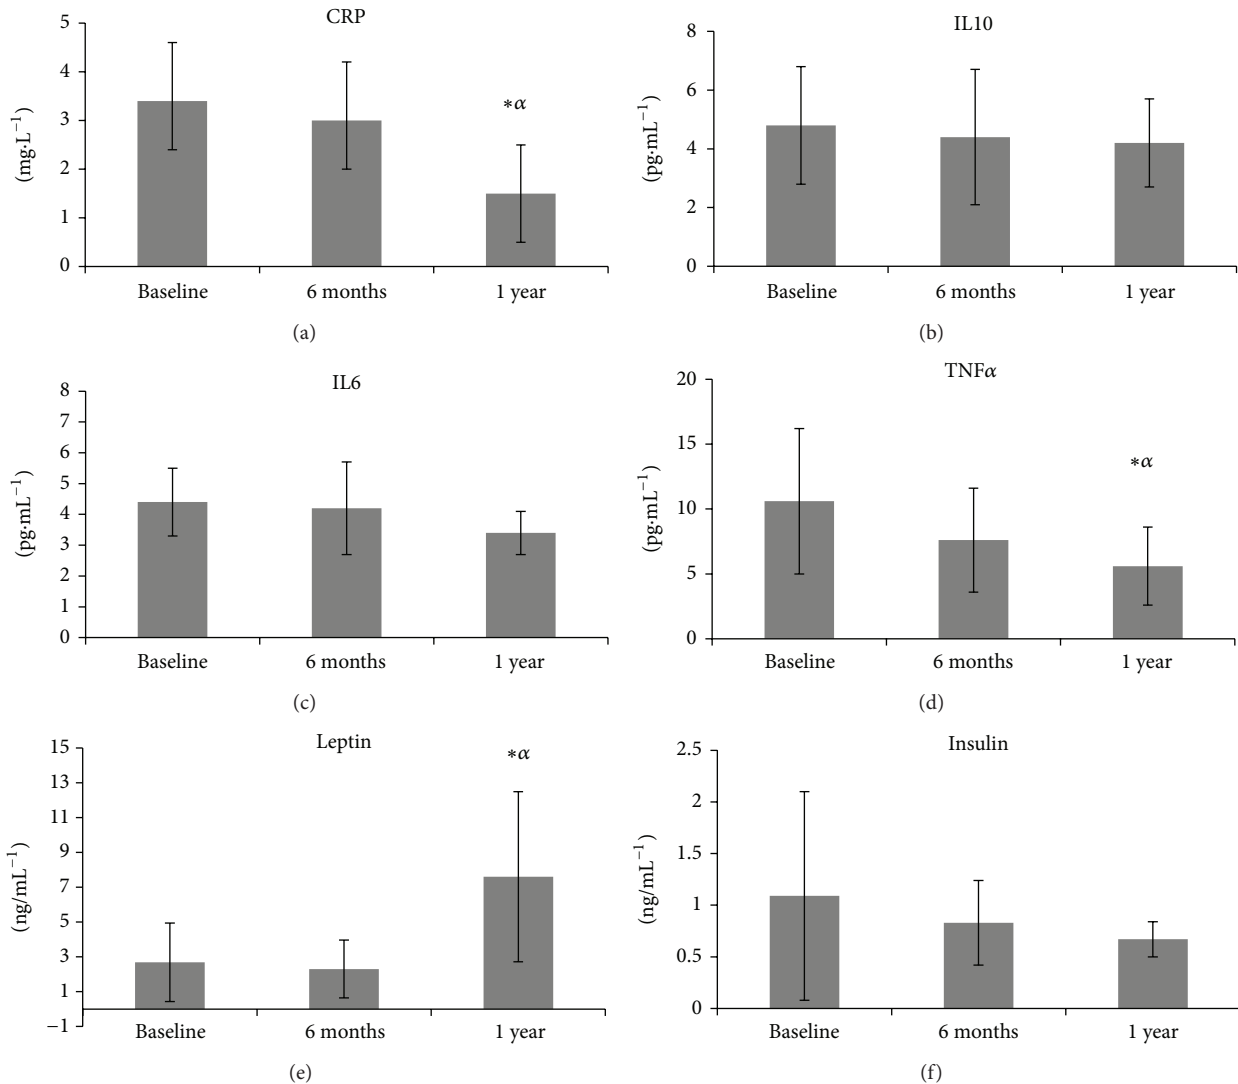 CRP
5
4
3
2
1
0
(mg·L⁻¹)
*α
Baseline 6 months 1 year
(a)
IL10
8
6
4
2
0
(pg·mL⁻¹)
Baseline 6 months 1 year
(b)
IL6
8
7
6
5
4
3
2
1
0
(pg·mL⁻¹)
Baseline 6 months 1 year
(c)
TNFα
20
15
10
5
0
(pg·mL⁻¹)
*α
Baseline 6 months 1 year
(d)
Leptin
15
13
11
9
7
5
3
1
−1
(ng/mL⁻¹)
*α
Baseline 6 months 1 year
(e)
Insulin
2.5
2
1.5
1
0.5
0
(ng/mL⁻¹)
Baseline 6 months 1 year
(f)